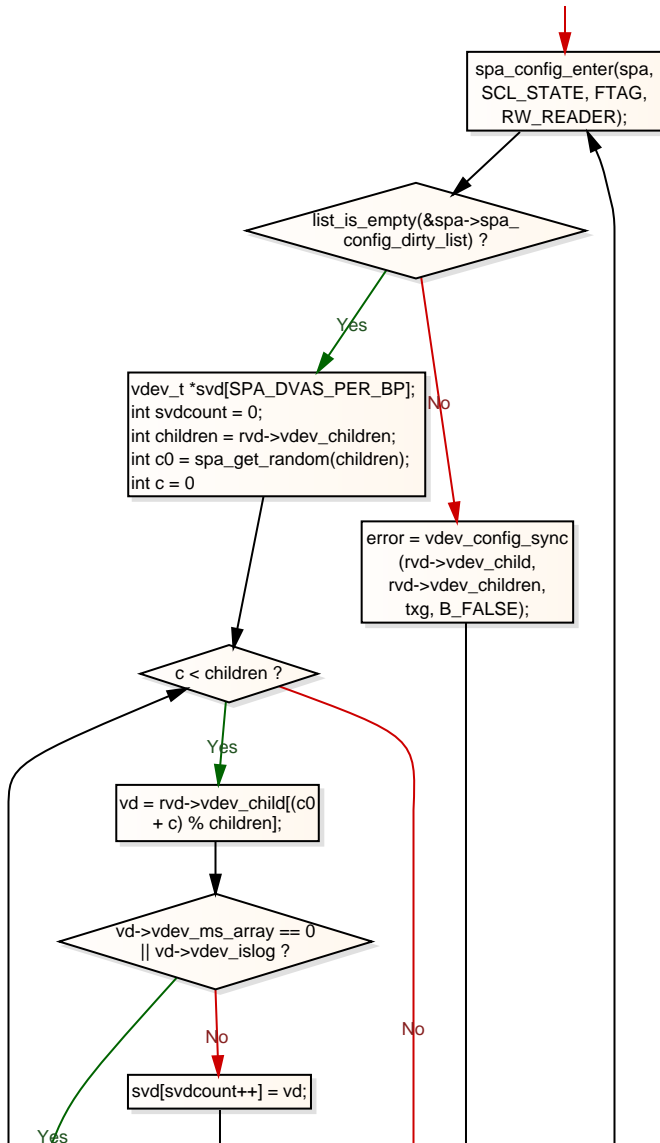 spa_config_enter(spa,
SCL_STATE, FTAG,
RW_READER);
list_is_empty(&spa->spa_
config_dirty_list) ?
Yes
No
vdev_t *svd[SPA_DVAS_PER_BP];
int svdcount = 0;
int children = rvd->vdev_children;
int c0 = spa_get_random(children);
int c = 0
error = vdev_config_sync
(rvd->vdev_child,
rvd->vdev_children,
txg, B_FALSE);
c < children ?
Yes
vd = rvd->vdev_child[(c0
+ c) % children];
vd->vdev_ms_array == 0
|| vd->vdev_islog ?
No
No
svd[svdcount++] = vd;
Yes